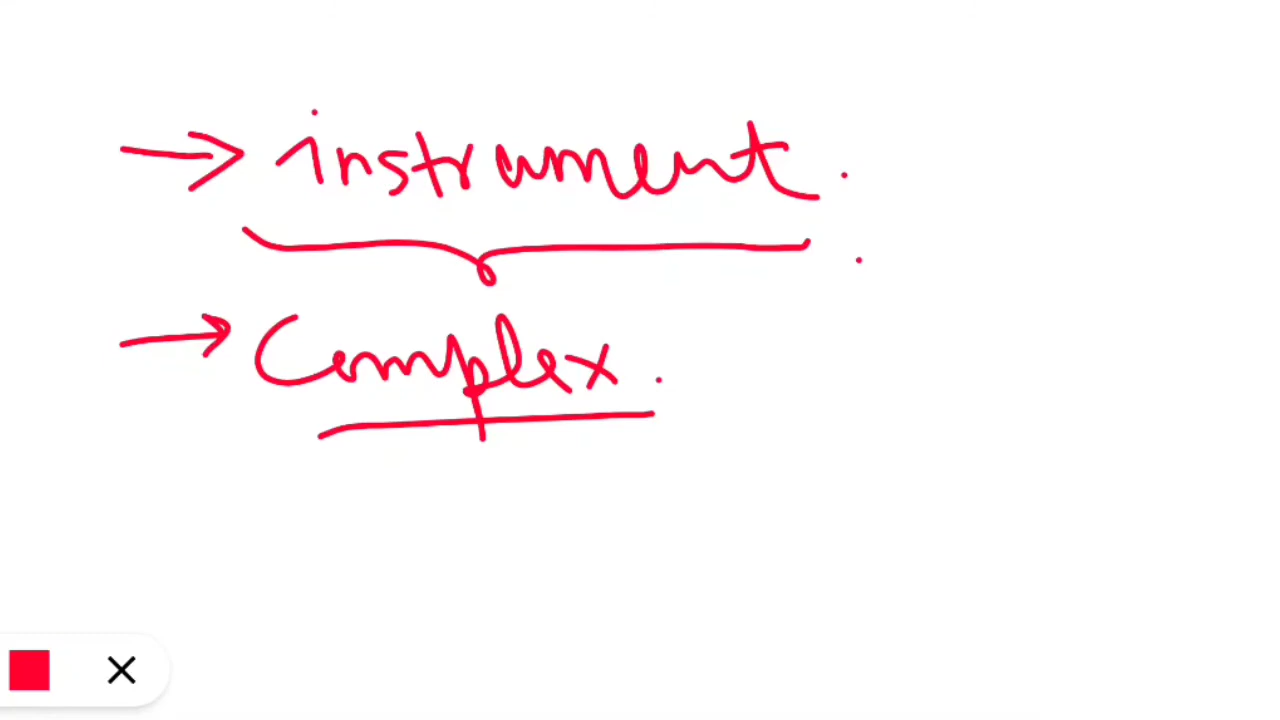 → instrument.
→ Complex.